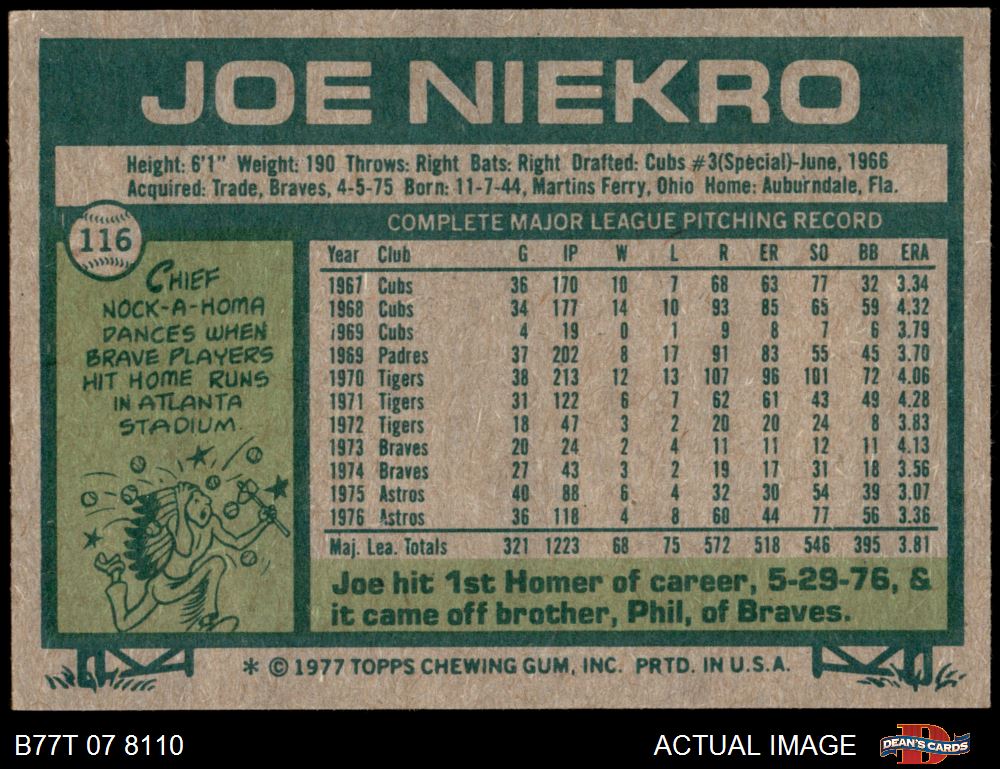 JOE NIEKRO
Height: 6'1" Weight: 190 Throws: Right Bats: Right Drafted: Cubs #3(Special)-June, 1966
Acquired: Trade, Braves, 4-5-75 Born: 11-7-44, Martins Ferry, Ohio Home: Auburndale, Fla.
116
CHIEF
NOCK-A-HOMA
DANCES WHEN
BRAVE PLAYERS
HIT HOME RUNS
IN ATLANTA
STADIUM.
COMPLETE MAJOR LEAGUE PITCHING RECORD
Year Club G IP W L R ER SO BB ERA
1967 Cubs 36 170 10 7 68 63 77 32 3.34
1968 Cubs 34 177 14 10 93 85 65 59 4.32
1969 Cubs 4 19 0 1 9 8 7 6 3.79
1969 Padres 37 202 8 17 91 83 55 45 3.70
1970 Tigers 38 213 12 13 107 96 101 72 4.06
1971 Tigers 31 122 6 7 62 61 43 49 4.28
1972 Tigers 18 47 3 2 20 20 24 8 3.83
1973 Braves 20 24 2 4 11 11 12 11 4.13
1974 Braves 27 43 3 2 19 17 31 18 3.56
1975 Astros 40 88 6 4 32 30 54 39 3.07
1976 Astros 36 118 4 8 60 44 77 56 3.36
Maj. Lea. Totals 321 1223 68 75 572 518 546 395 3.81
Joe hit 1st Homer of career, 5-29-76, &
it came off brother, Phil, of Braves.
* © 1977 TOPPS CHEWING GUM, INC. PRTD. IN U.S.A.
B77T 07 8110
ACTUAL IMAGE
DEAN'S CARDS